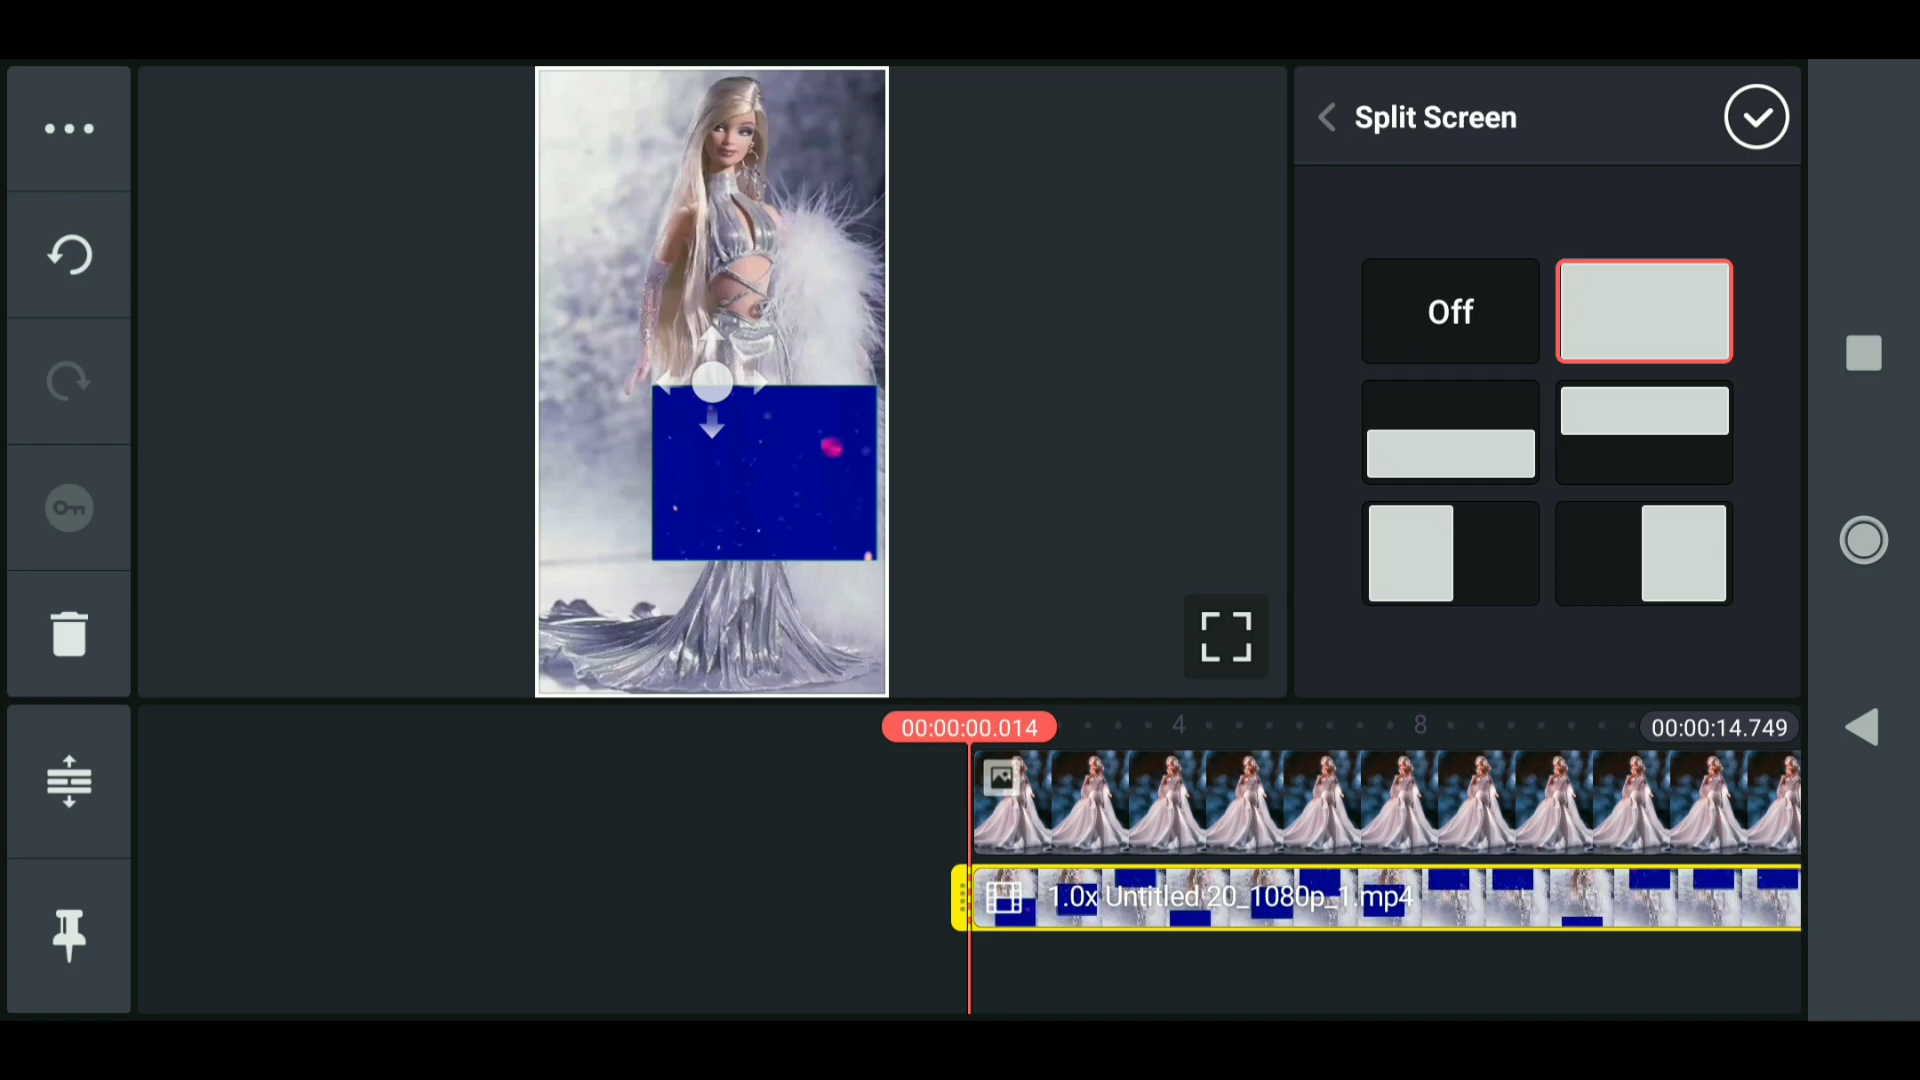 Split Screen
Off
00:00:00.014
4
8
00:00:14.749
1.0x Untitled 20_1080p_1.mp4